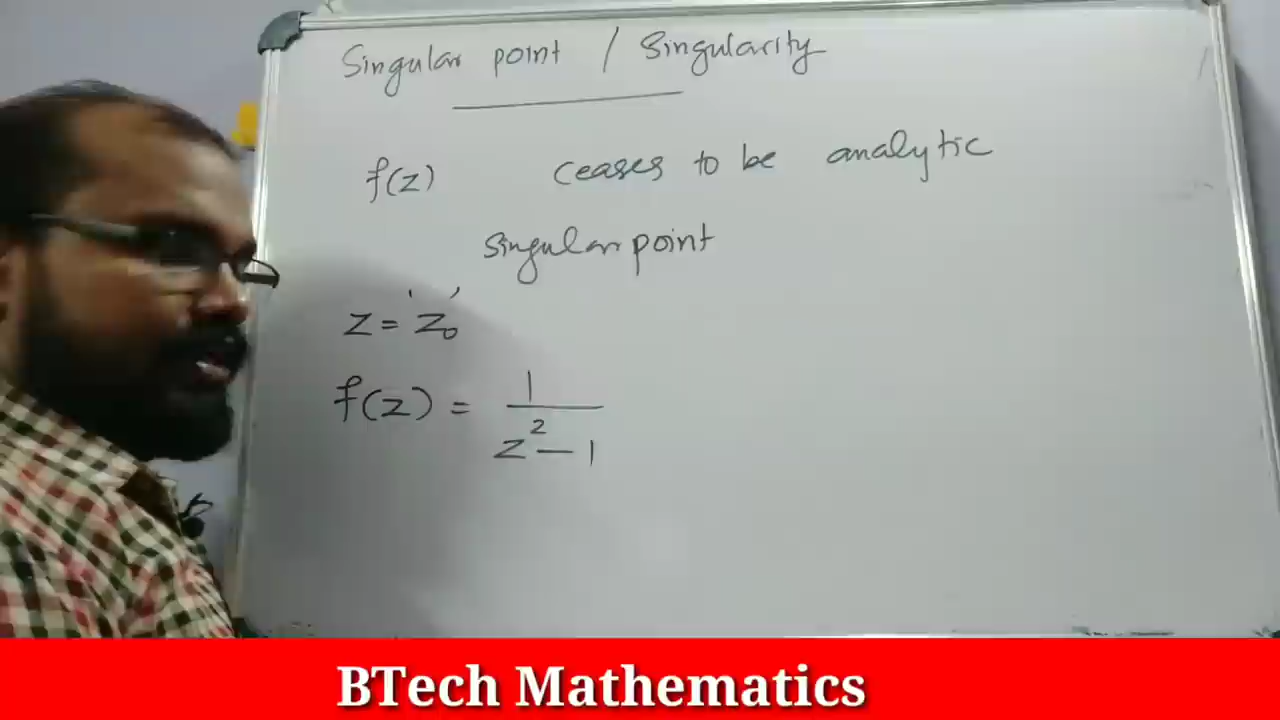 Singular point / Singularity
f(z) ceases to be analytic
Singular point
z = 'z₀'
f(z) = 1 / (z² - 1)
BTech Mathematics